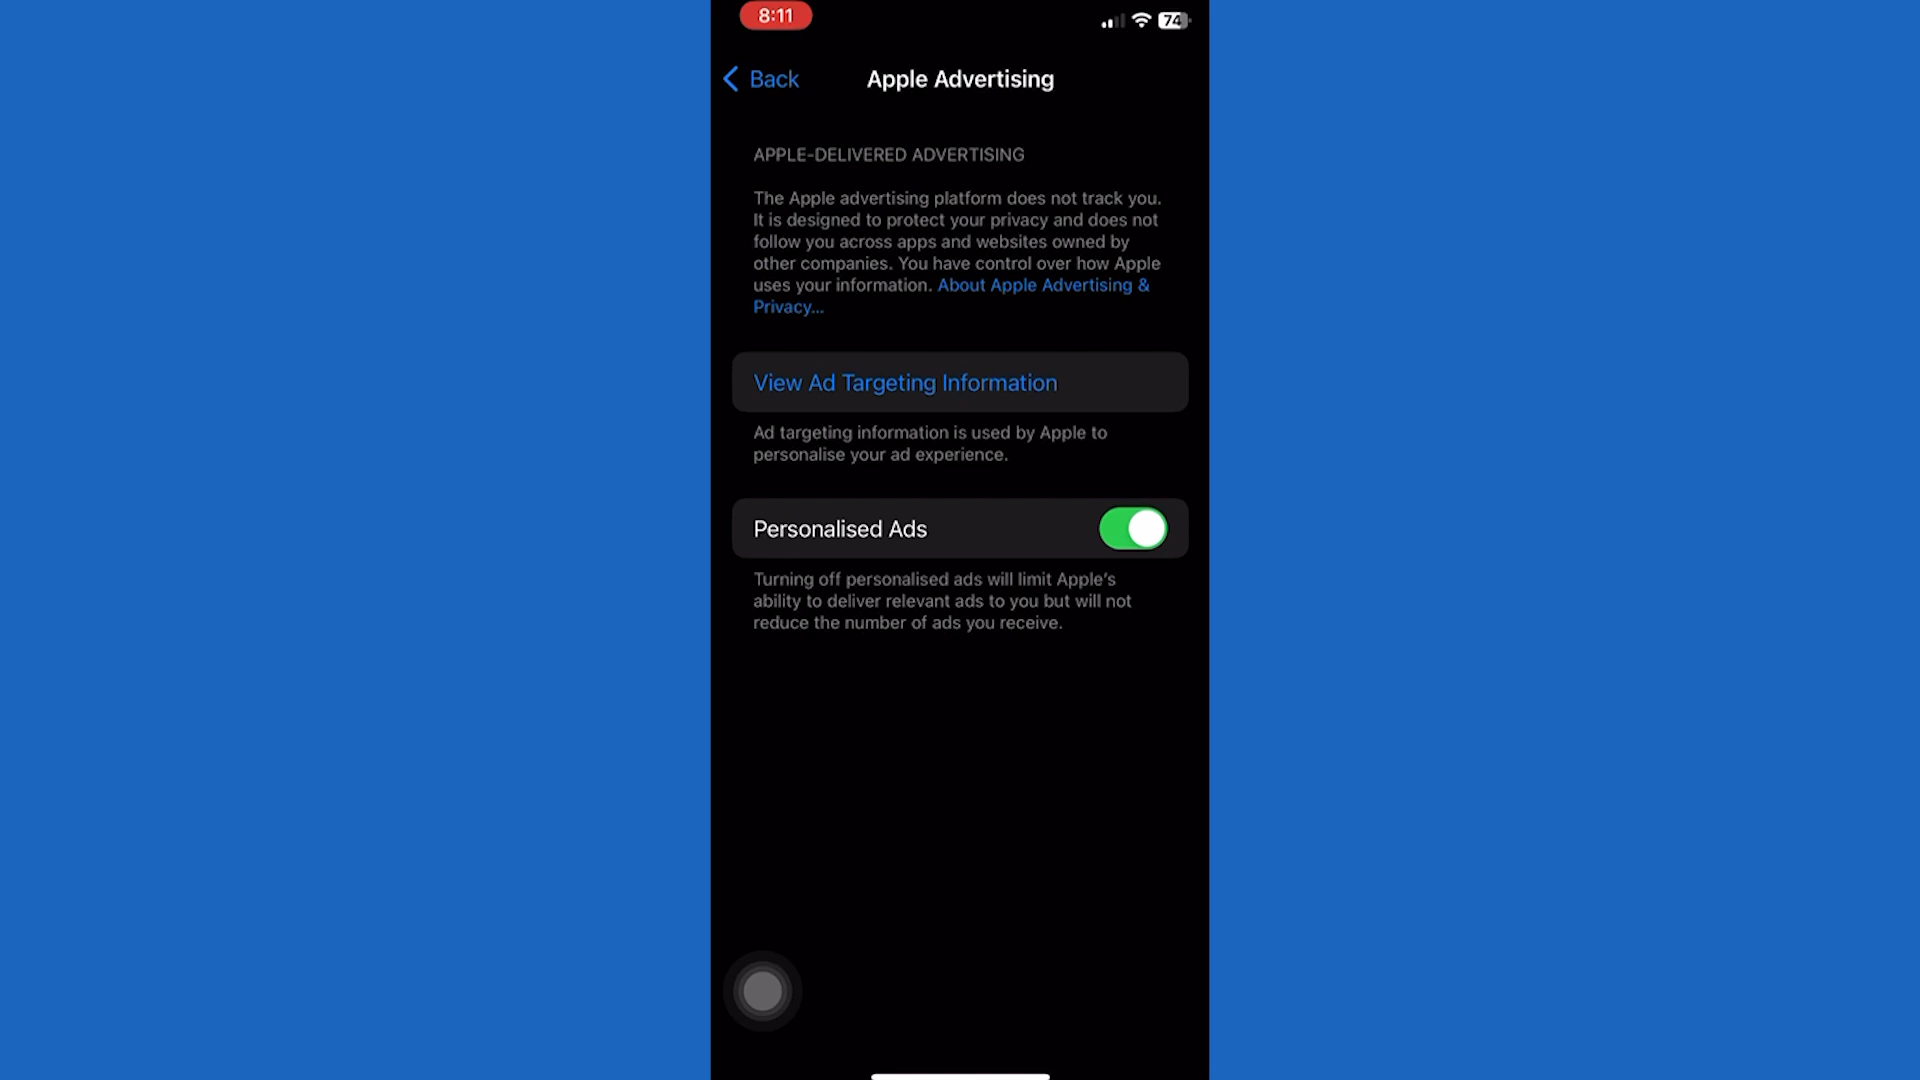 8:11
74
Back
Apple Advertising
APPLE-DELIVERED ADVERTISING
The Apple advertising platform does not track you.
It is designed to protect your privacy and does not
follow you across apps and websites owned by
other companies. You have control over how Apple
uses your information. About Apple Advertising &
Privacy...
View Ad Targeting Information
Ad targeting information is used by Apple to
personalise your ad experience.
Personalised Ads
Turning off personalised ads will limit Apple's
ability to deliver relevant ads to you but will not
reduce the number of ads you receive.